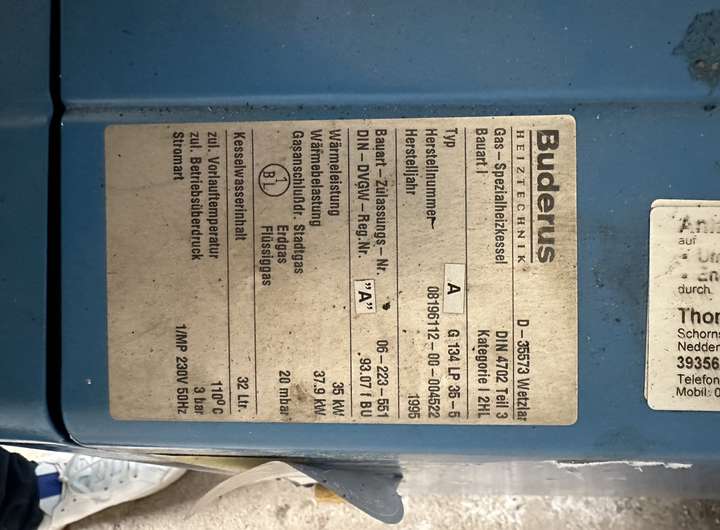 Buderus
HEIZTECHNIK D-35573 Wetzlar
Gas-Spezialheizkessel DIN 4702 Teil 3
Bauart I Kategorie I 2HL
Typ A G 134 LP 35-5
Herstellnummer 08196112-00-004522
Herstelljahr 1995
Bauart-Zulassungs-Nr. 06-223-551
DIN-DVGW-Reg.Nr. "A" 93.07 f BU
Wärmeleistung 35 kW
Wärmebelastung 37.9 kW
Gasanschlußdr. Stadtgas
Erdgas 20 mbar
1 BL Flüssiggas
Kesselwasserinhalt 32 Ltr.
zul. Vorlauftemperatur 110° C
zul. Betriebsüberdruck 3 bar
Stromart 1/MP 230V 50Hz
auf
durch
Thor
Schorns
Nedder
39356
Telefon
Mobil: 0